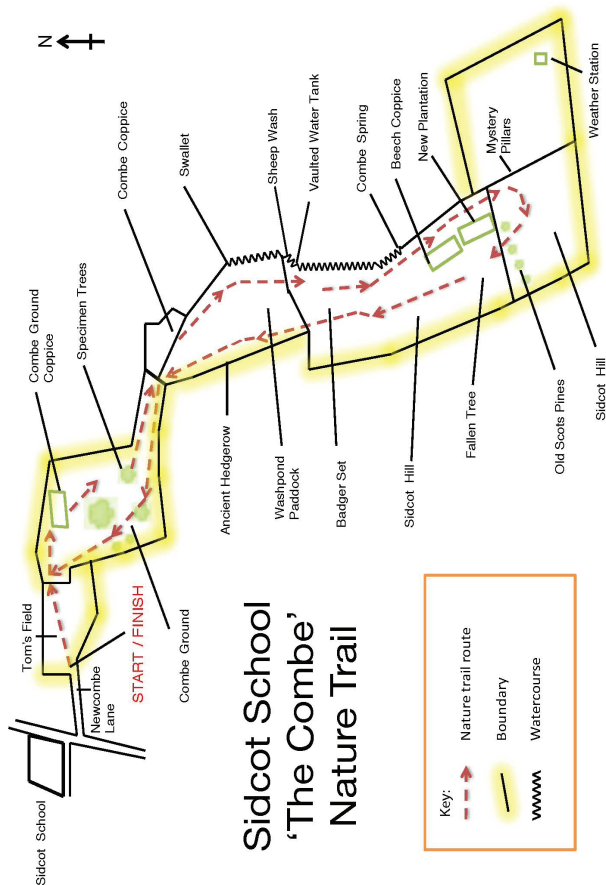 N
Combe Ground
Coppice
Specimen Trees
Combe Coppice
Swallet
Sheep Wash
Vaulted Water Tank
Combe Spring
Beech Coppice
New Plantation
Mystery
Pillars
Weather Station
Sidcot School
Tom's Field
Newcombe
Lane
START / FINISH
Combe Ground
Ancient Hedgerow
Washpond
Paddock
Badger Set
Sidcot Hill
Fallen Tree
Old Scots Pines
Sidcot Hill
Sidcot School
'The Combe'
Nature Trail
Key:
Nature trail route
Boundary
Watercourse